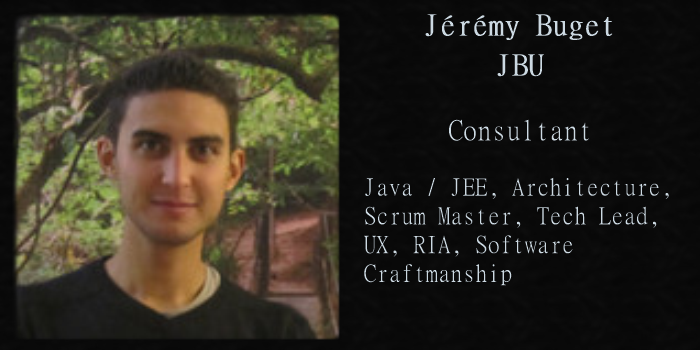 Jérémy Buget
JBU
Consultant
Java / JEE, Architecture,
Scrum Master, Tech Lead,
UX, RIA, Software
Craftmanship